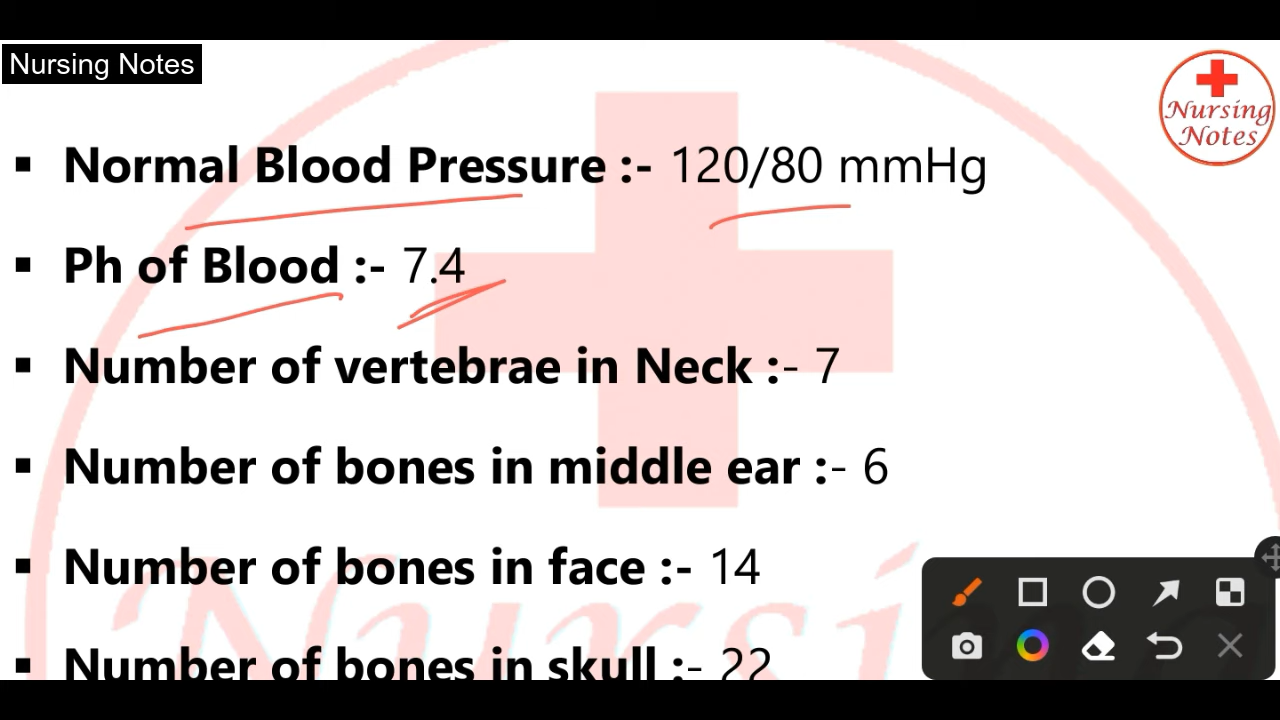 Nursing Notes
Nursing
Notes
▪ Normal Blood Pressure :- 120/80 mmHg
▪ Ph of Blood :- 7.4
▪ Number of vertebrae in Neck :- 7
▪ Number of bones in middle ear :- 6
▪ Number of bones in face :- 14
▪ Number of bones in skull :- 22